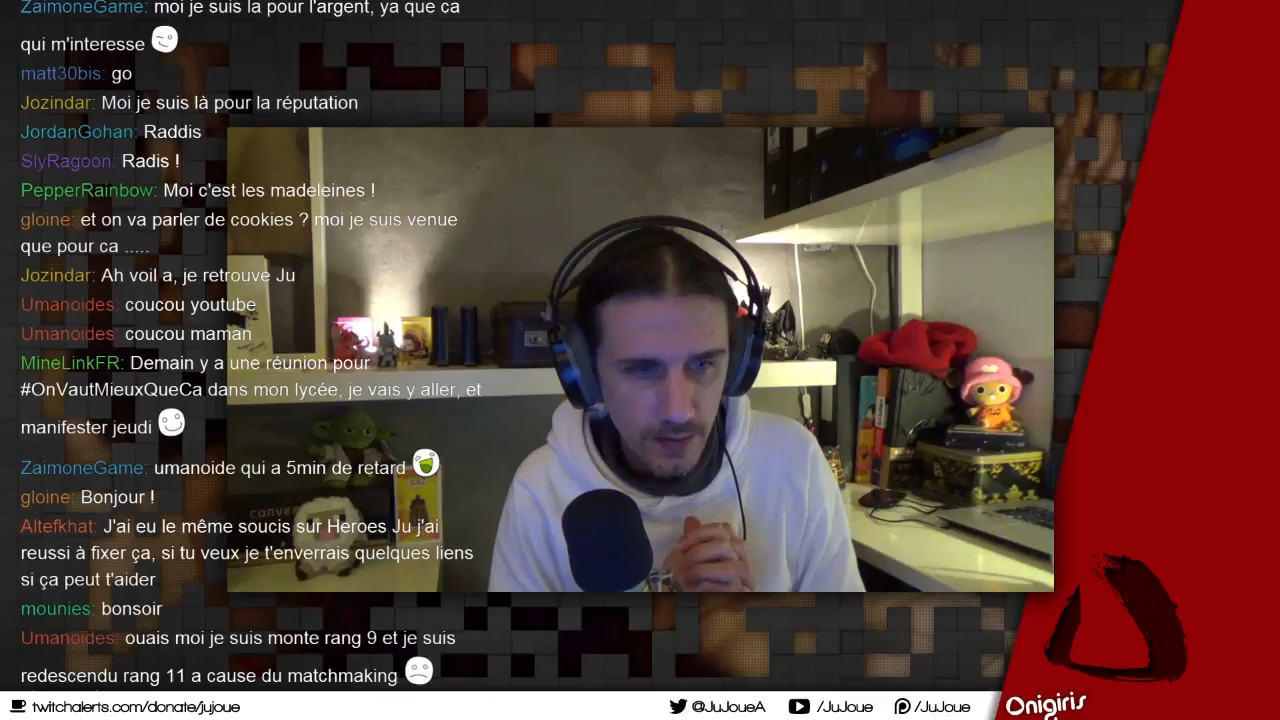 ZaimoneGame: moi je suis la pour l'argent, ya que ca
qui m'interesse
matt30bis: go
Jozindar: Moi je suis là pour la réputation
JordanGohan: Raddis
SlyRagoon: Radis !
PepperRainbow: Moi c'est les madeleines !
gloine: et on va parler de cookies ? moi je suis venue
que pour ca .....
Jozindar: Ah voil a, je retrouve Ju
Umanoides: coucou youtube
Umanoides: coucou maman
MineLinkFR: Demain y a une réunion pour
#OnVautMieuxQueCa dans mon lycée, je vais y aller, et
manifester jeudi
ZaimoneGame: umanoide qui a 5min de retard
gloine: Bonjour !
Altefkhat: J'ai eu le même soucis sur Heroes Ju j'ai
reussi à fixer ça, si tu veux je t'enverrais quelques liens
si ça peut t'aider
mounies: bonsoir
Umanoides: ouais moi je suis monte rang 9 et je suis
redescendu rang 11 a cause du matchmaking
CONVERSE
twitchalerts.com/donate/jujoue
@JuJoueA
/JuJoue
/JuJoue
Onigiris